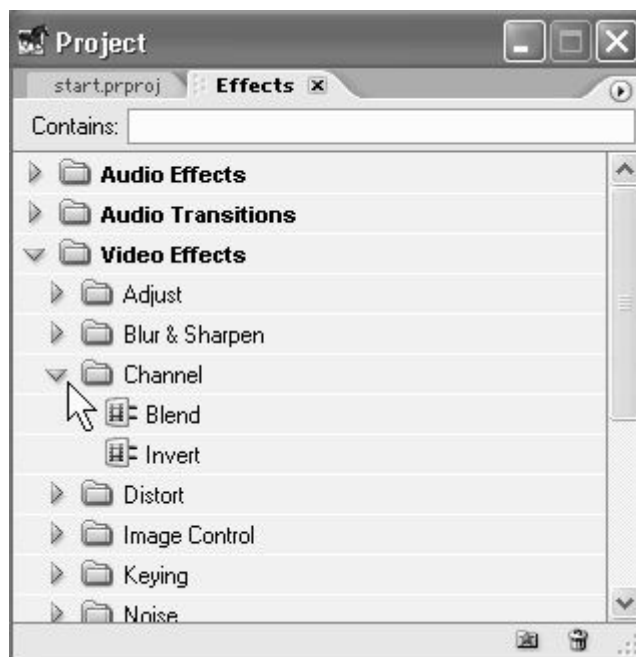 Project
start.prproj Effects
Contains:
Audio Effects
Audio Transitions
Video Effects
Adjust
Blur & Sharpen
Channel
Blend
Invert
Distort
Image Control
Keying
Noise